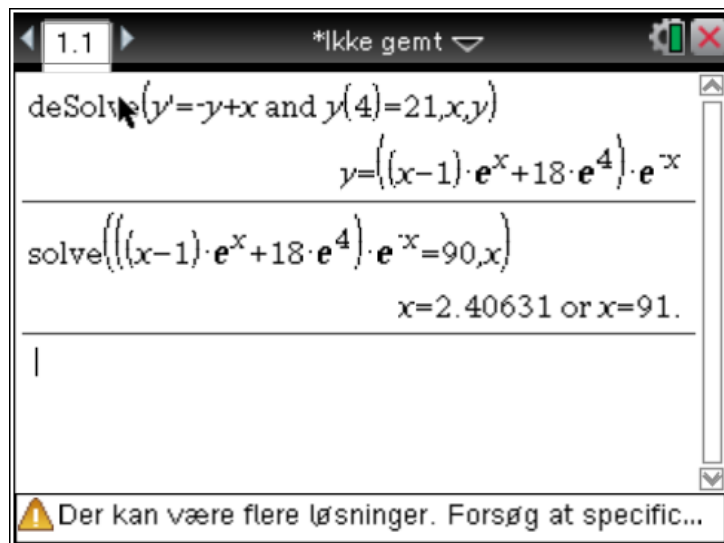 1.1 *Ikke gemt
deSolve(y'=-y+x and y(4)=21,x,y)
y=((x−1)·e^x+18·e^4)·e^-x
solve(((x−1)·e^x+18·e^4)·e^-x=90,x)
x=2.40631 or x=91.
Der kan være flere løsninger. Forsøg at specific...